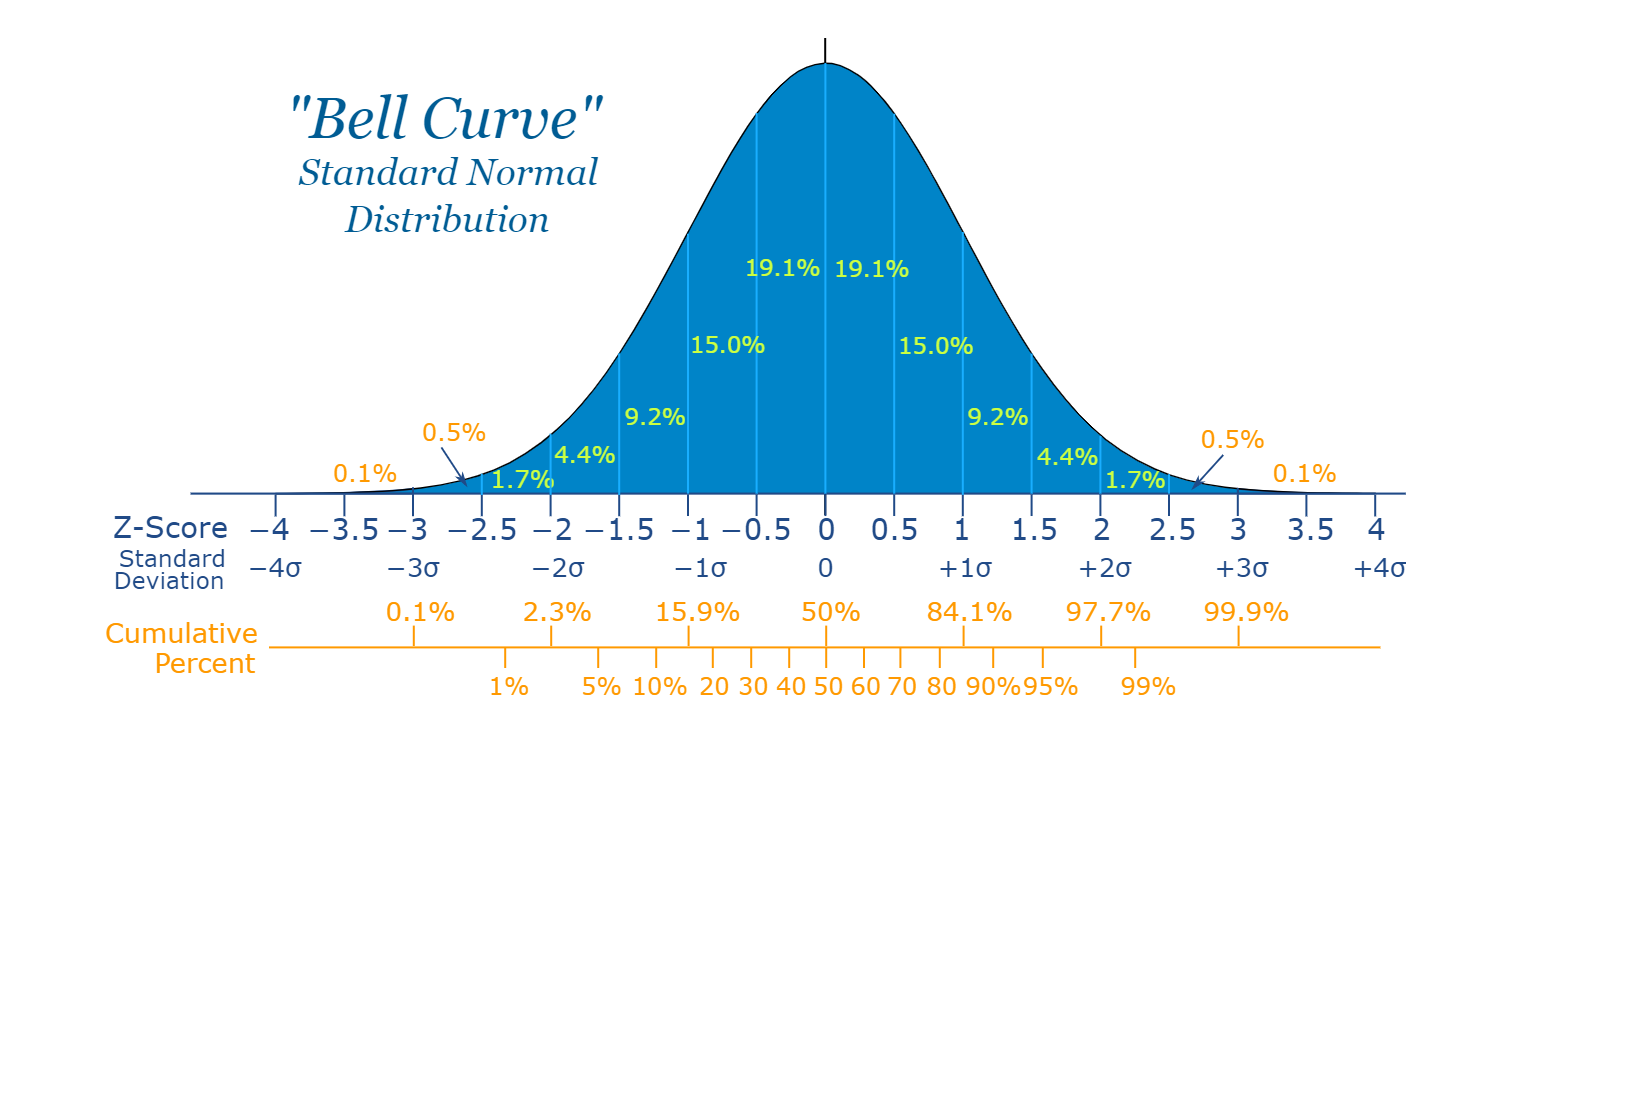 "Bell Curve"
Standard Normal
Distribution
19.1% 19.1%
15.0% 15.0%
9.2% 9.2%
0.5% 0.5%
4.4% 4.4%
0.1% 1.7% 1.7% 0.1%
Z-Score −4 −3.5 −3 −2.5 −2 −1.5 −1 −0.5 0 0.5 1 1.5 2 2.5 3 3.5 4
Standard
Deviation −4σ −3σ −2σ −1σ 0 +1σ +2σ +3σ +4σ
0.1% 2.3% 15.9% 50% 84.1% 97.7% 99.9%
Cumulative
Percent
1% 5% 10% 20 30 40 50 60 70 80 90% 95% 99%